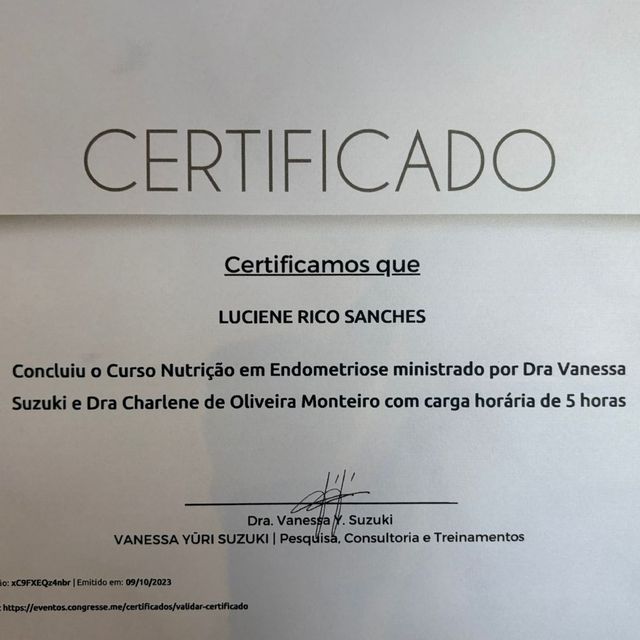 CERTIFICADO
Certificamos que
LUCIENE RICO SANCHES
Concluiu o Curso Nutrição em Endometriose ministrado por Dra Vanessa
Suzuki e Dra Charlene de Oliveira Monteiro com carga horária de 5 horas
Dra. Vanessa Y. Suzuki
VANESSA YŪRI SUZUKI | Pesquisa, Consultoria e Treinamentos
xC9FXEQz4nbr | Emitido em: 09/10/2023
https://eventos.congresse.me/certificados/validar-certificado